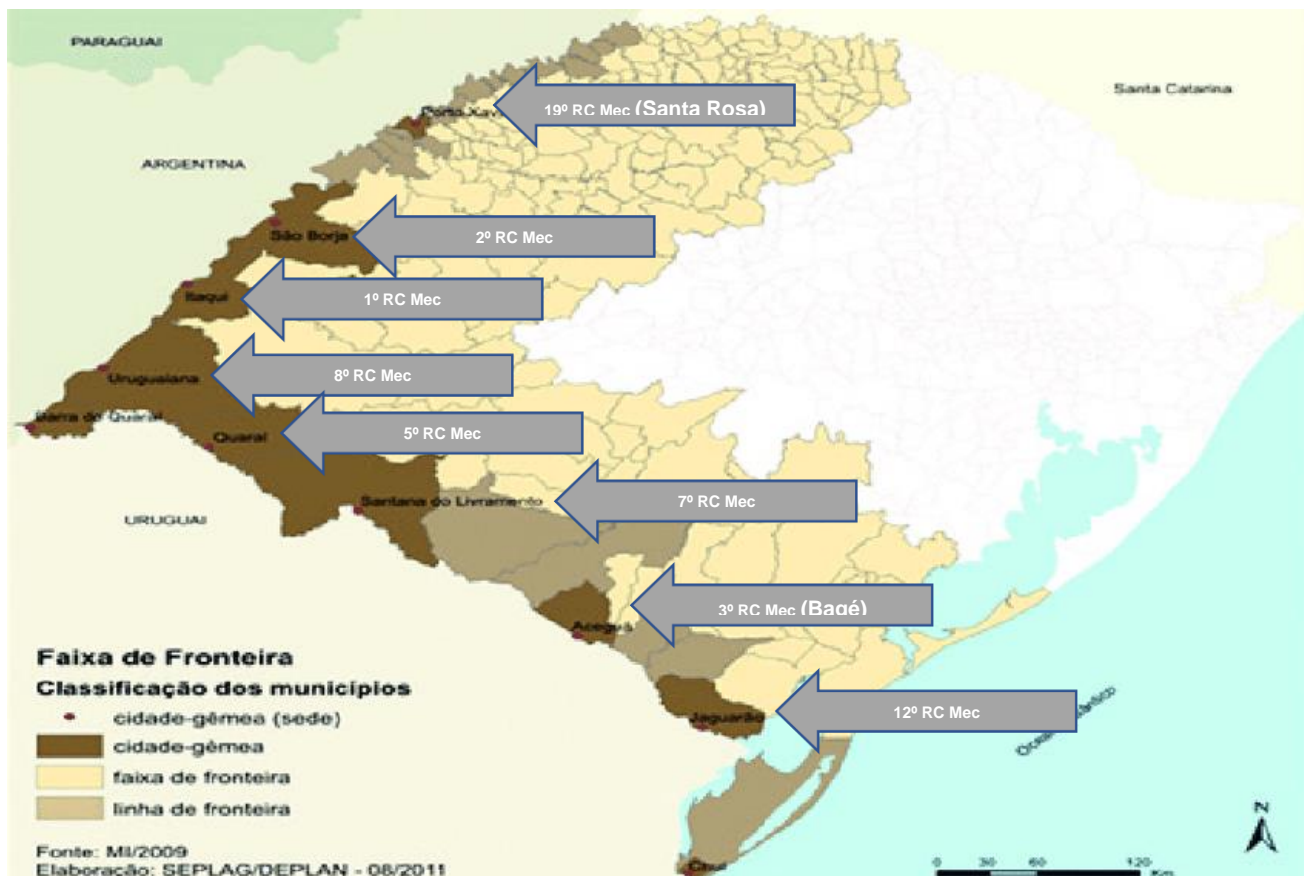 PARAGUAI
Santa Catarina
19º RC Mec (Santa Rosa)
ARGENTINA
São Borja
2º RC Mec
Itaqui
1º RC Mec
Uruguaiana
8º RC Mec
Barra do Quaraí
Quaraí
5º RC Mec
Santana do Livramento
7º RC Mec
URUGUAI
3º RC Mec (Bagé)
Aceguá
Jaguarão
12º RC Mec
Chuí
Faixa de Fronteira
Classificação dos municípios
cidade-gêmea (sede)
cidade-gêmea
faixa de fronteira
linha de fronteira
Fonte: MI/2009
Elaboração: SEPLAG/DEPLAN - 08/2011
N
0 30 60 120
Km